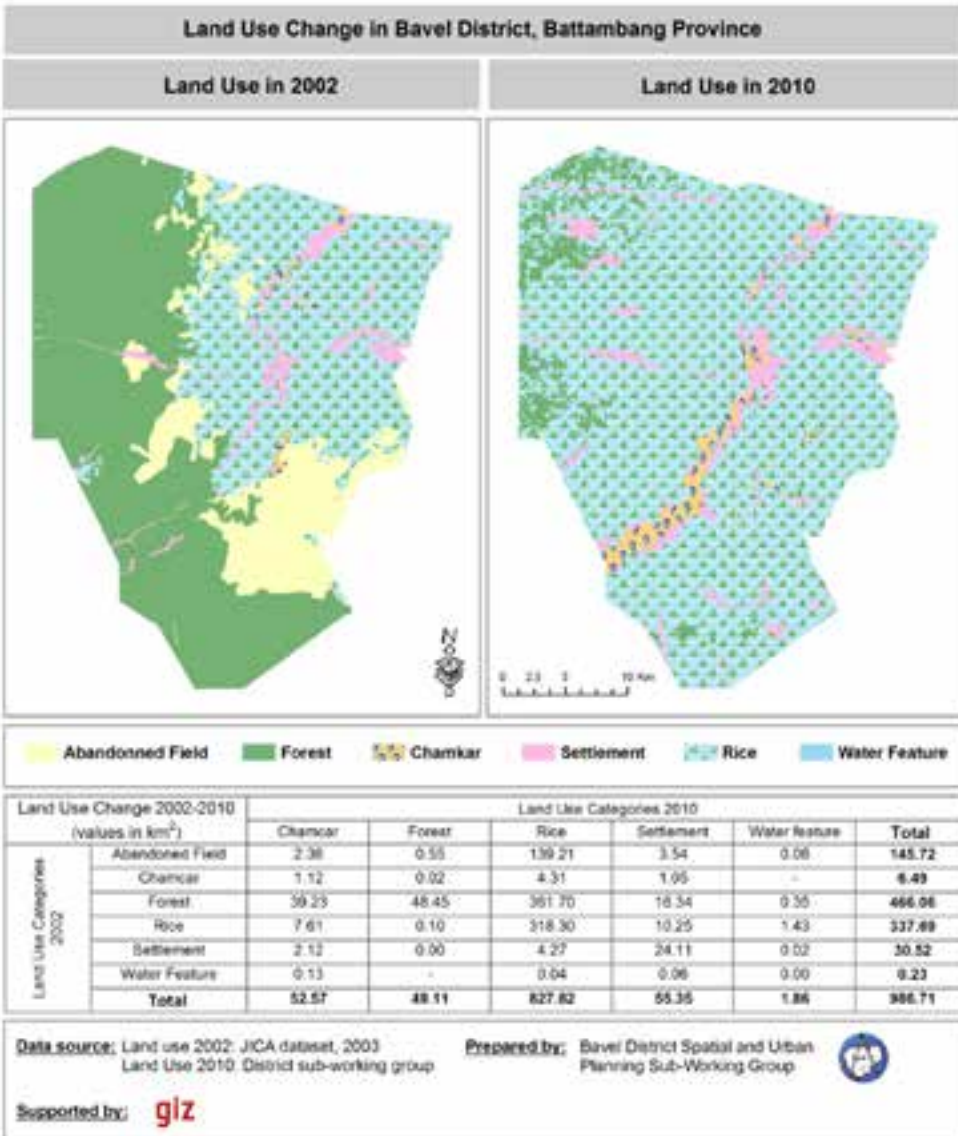 Land Use Change in Bavel District, Battambang Province
Land Use in 2002
Land Use in 2010
N
0 2.5 5 10 Km
Abandonned Field Forest Chamkar Settlement Rice Water Feature
Land Use Change 2002-2010 (values in km²)
Land Use Categories 2010
Chamcar Forest Rice Settlement Water feature Total
Land Use Categories 2002
Abandoned Field 2.38 0.55 139.21 3.54 0.06 145.72
Chamcar 1.12 0.02 4.31 1.05 - 6.49
Forest 39.23 48.45 361.70 16.34 0.35 466.06
Rice 7.61 0.10 318.30 10.25 1.43 337.69
Settlement 2.12 0.00 4.27 24.11 0.02 30.52
Water Feature 0.13 - 0.04 0.06 0.00 0.23
Total 52.57 49.11 827.82 55.35 1.86 986.71
Data source: Land use 2002: JICA dataset, 2003
Land Use 2010: District sub-working group
Prepared by: Bavel District Spatial and Urban
Planning Sub-Working Group
Supported by: giz